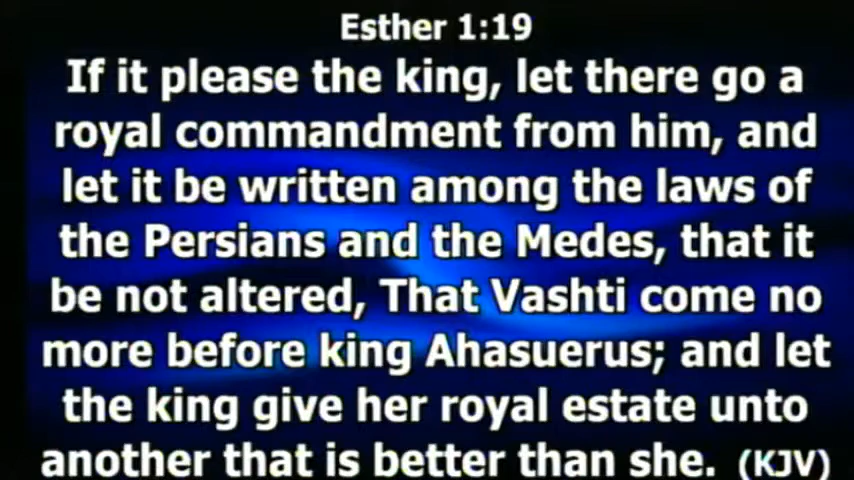 Esther 1:19
If it please the king, let there go a
royal commandment from him, and
let it be written among the laws of
the Persians and the Medes, that it
be not altered, That Vashti come no
more before king Ahasuerus; and let
the king give her royal estate unto
another that is better than she. (KJV)